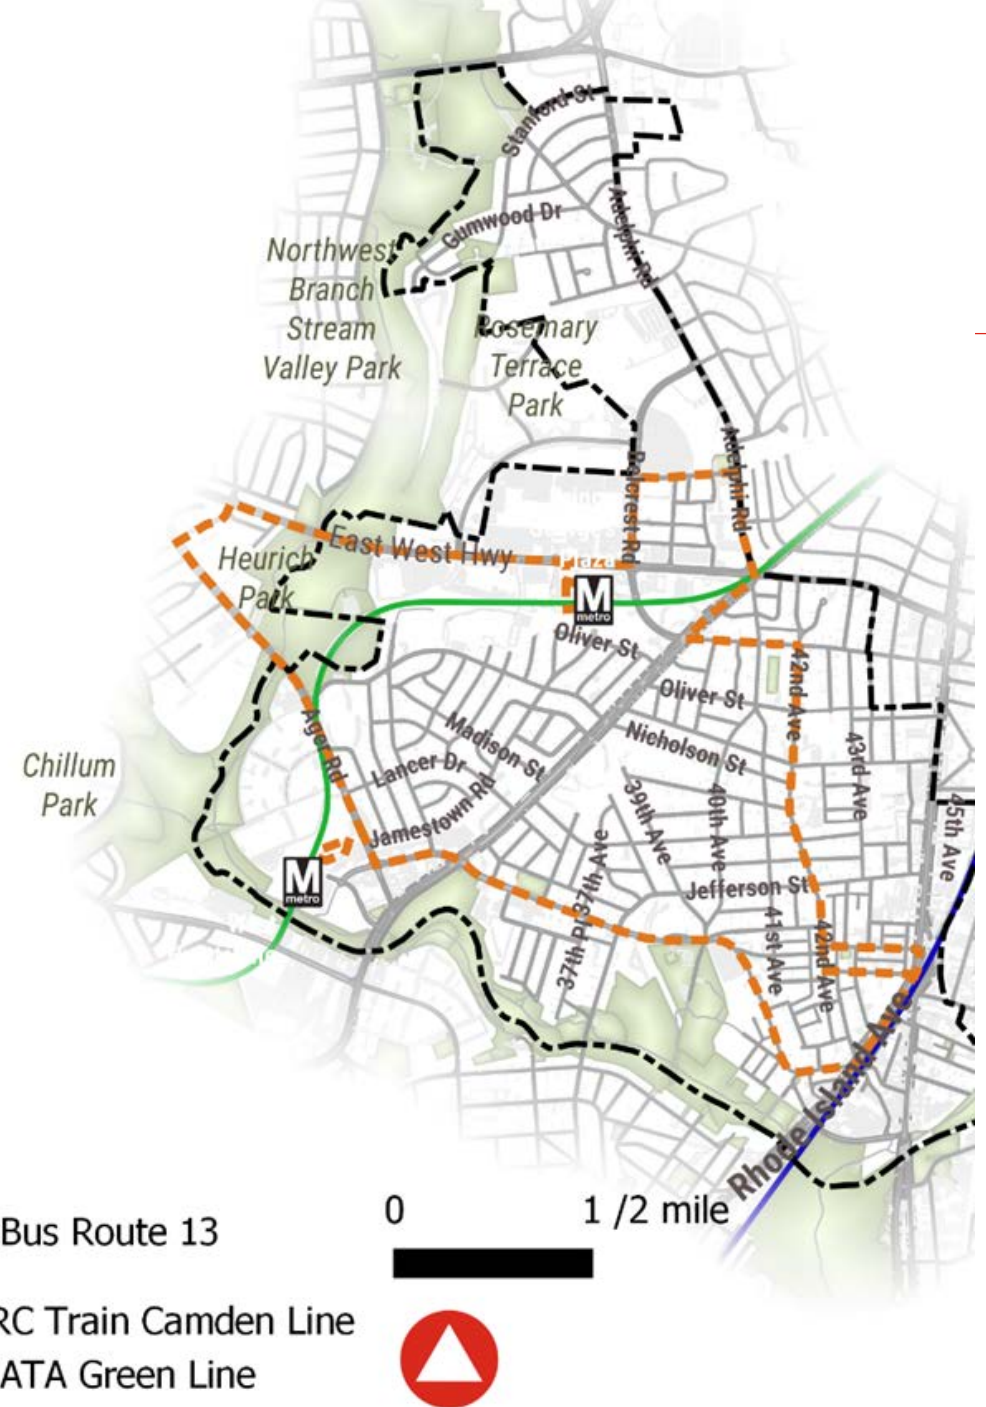 Stanford St
Gumwood Dr
Adelphi Rd
Northwest
Branch
Stream
Valley Park
Rosemary
Terrace
Park
Belcrest Rd
Adelphi Rd
East West Hwy
Plaza
Heurich
Park
M
metro
Oliver St
Oliver St
42nd Ave
Madison St
Nicholson St
43rd Ave
Ager Rd
Lancer Dr
Chillum
Park
39th Ave
40th Ave
45th Ave
Jamestown Rd
M
metro
37th Ave
Jefferson St
37th Pl
41st Ave
42nd Ave
Rhode Island Ave
Bus Route 13
0
1 /2 mile
RC Train Camden Line
ATA Green Line